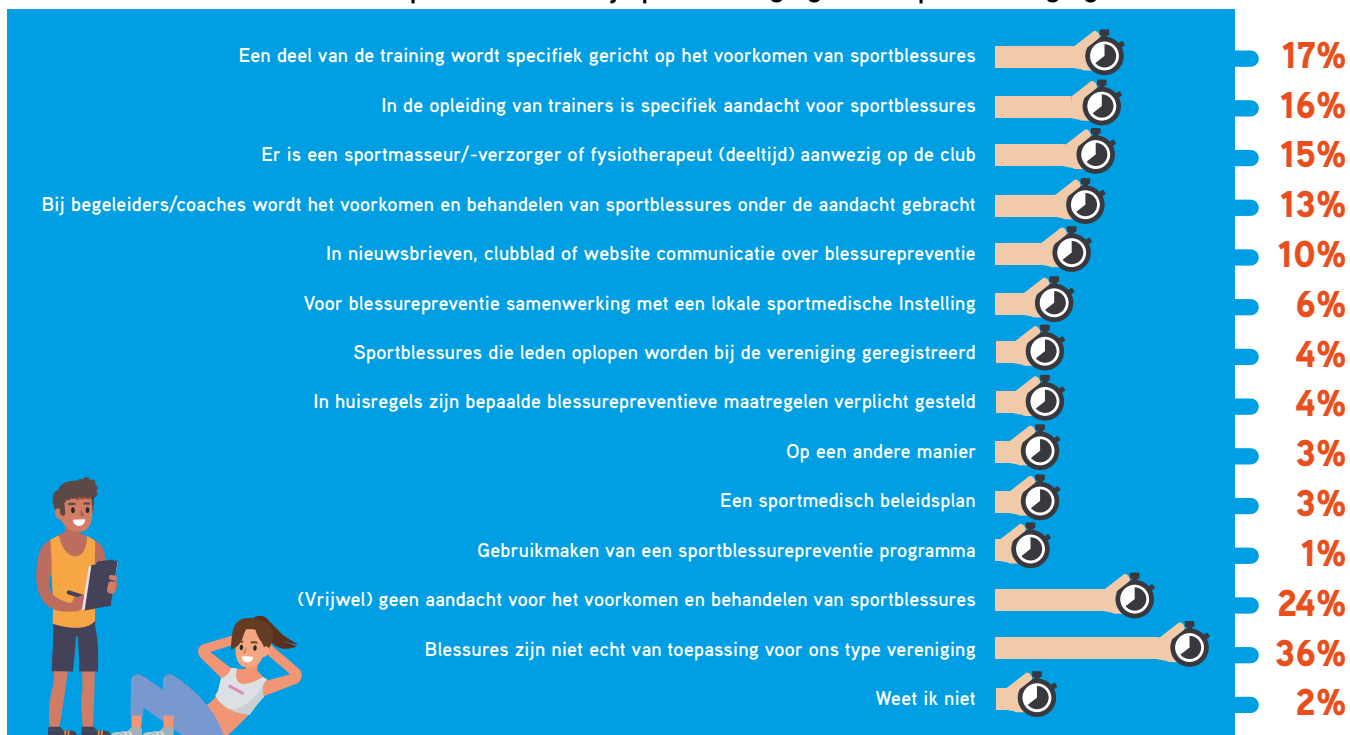 Een deel van de training wordt specifiek gericht op het voorkomen van sportblessures 17%
In de opleiding van trainers is specifiek aandacht voor sportblessures 16%
Er is een sportmasseur/-verzorger of fysiotherapeut (deeltijd) aanwezig op de club 15%
Bij begeleiders/coaches wordt het voorkomen en behandelen van sportblessures onder de aandacht gebracht 13%
In nieuwsbrieven, clubblad of website communicatie over blessurepreventie 10%
Voor blessurepreventie samenwerking met een lokale sportmedische Instelling 6%
Sportblessures die leden oplopen worden bij de vereniging geregistreerd 4%
In huisregels zijn bepaalde blessurepreventieve maatregelen verplicht gesteld 4%
Op een andere manier 3%
Een sportmedisch beleidsplan 3%
Gebruikmaken van een sportblessurepreventie programma 1%
(Vrijwel) geen aandacht voor het voorkomen en behandelen van sportblessures 24%
Blessures zijn niet echt van toepassing voor ons type vereniging 36%
Weet ik niet 2%